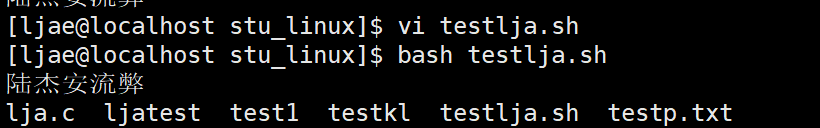 [ljae@localhost stu_linux]$ vi testlja.sh
[ljae@localhost stu_linux]$ bash testlja.sh
陆杰安流弊
lja.c  ljatest  test1  testkl  testlja.sh  testp.txt